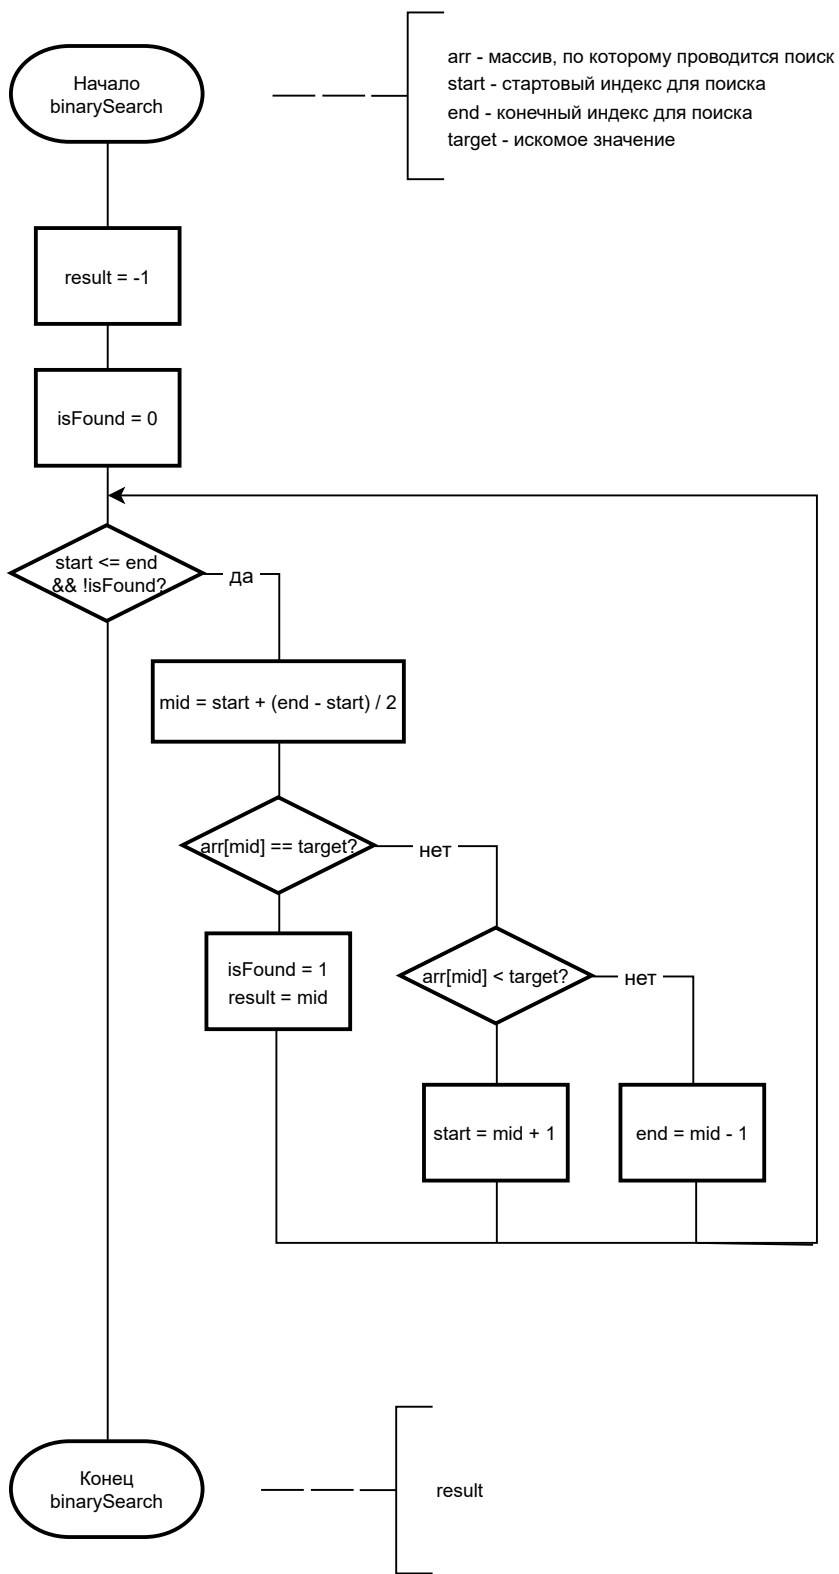 Начало
binarySearch
arr - массив, по которому проводится поиск
start - стартовый индекс для поиска
end - конечный индекс для поиска
target - искомое значение
result = -1
isFound = 0
start <= end
&& !isFound?
да
mid = start + (end - start) / 2
arr[mid] == target?
нет
isFound = 1
result = mid
arr[mid] < target?
нет
start = mid + 1
end = mid - 1
Конец
binarySearch
result